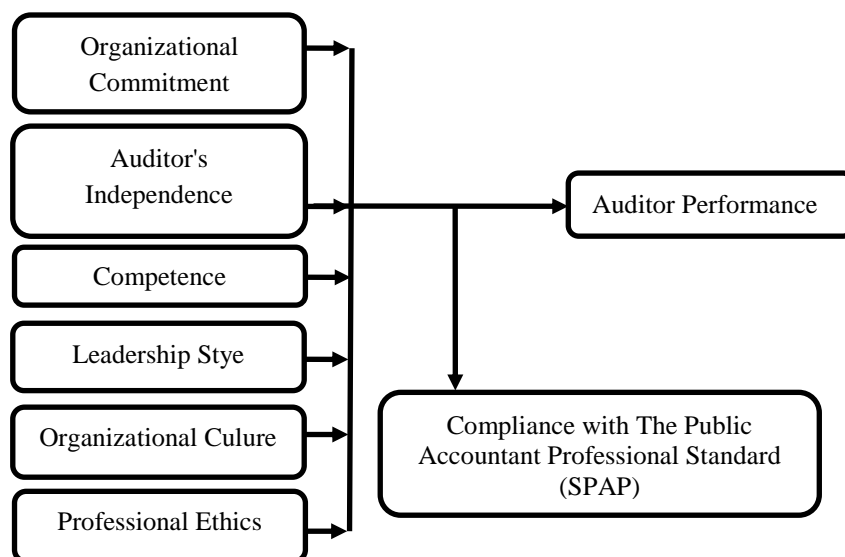 Organizational
Commitment
Auditor's
Independence
Auditor Performance
Competence
Leadership Stye
Organizational Culure
Compliance with The Public
Accountant Professional Standard
(SPAP)
Professional Ethics